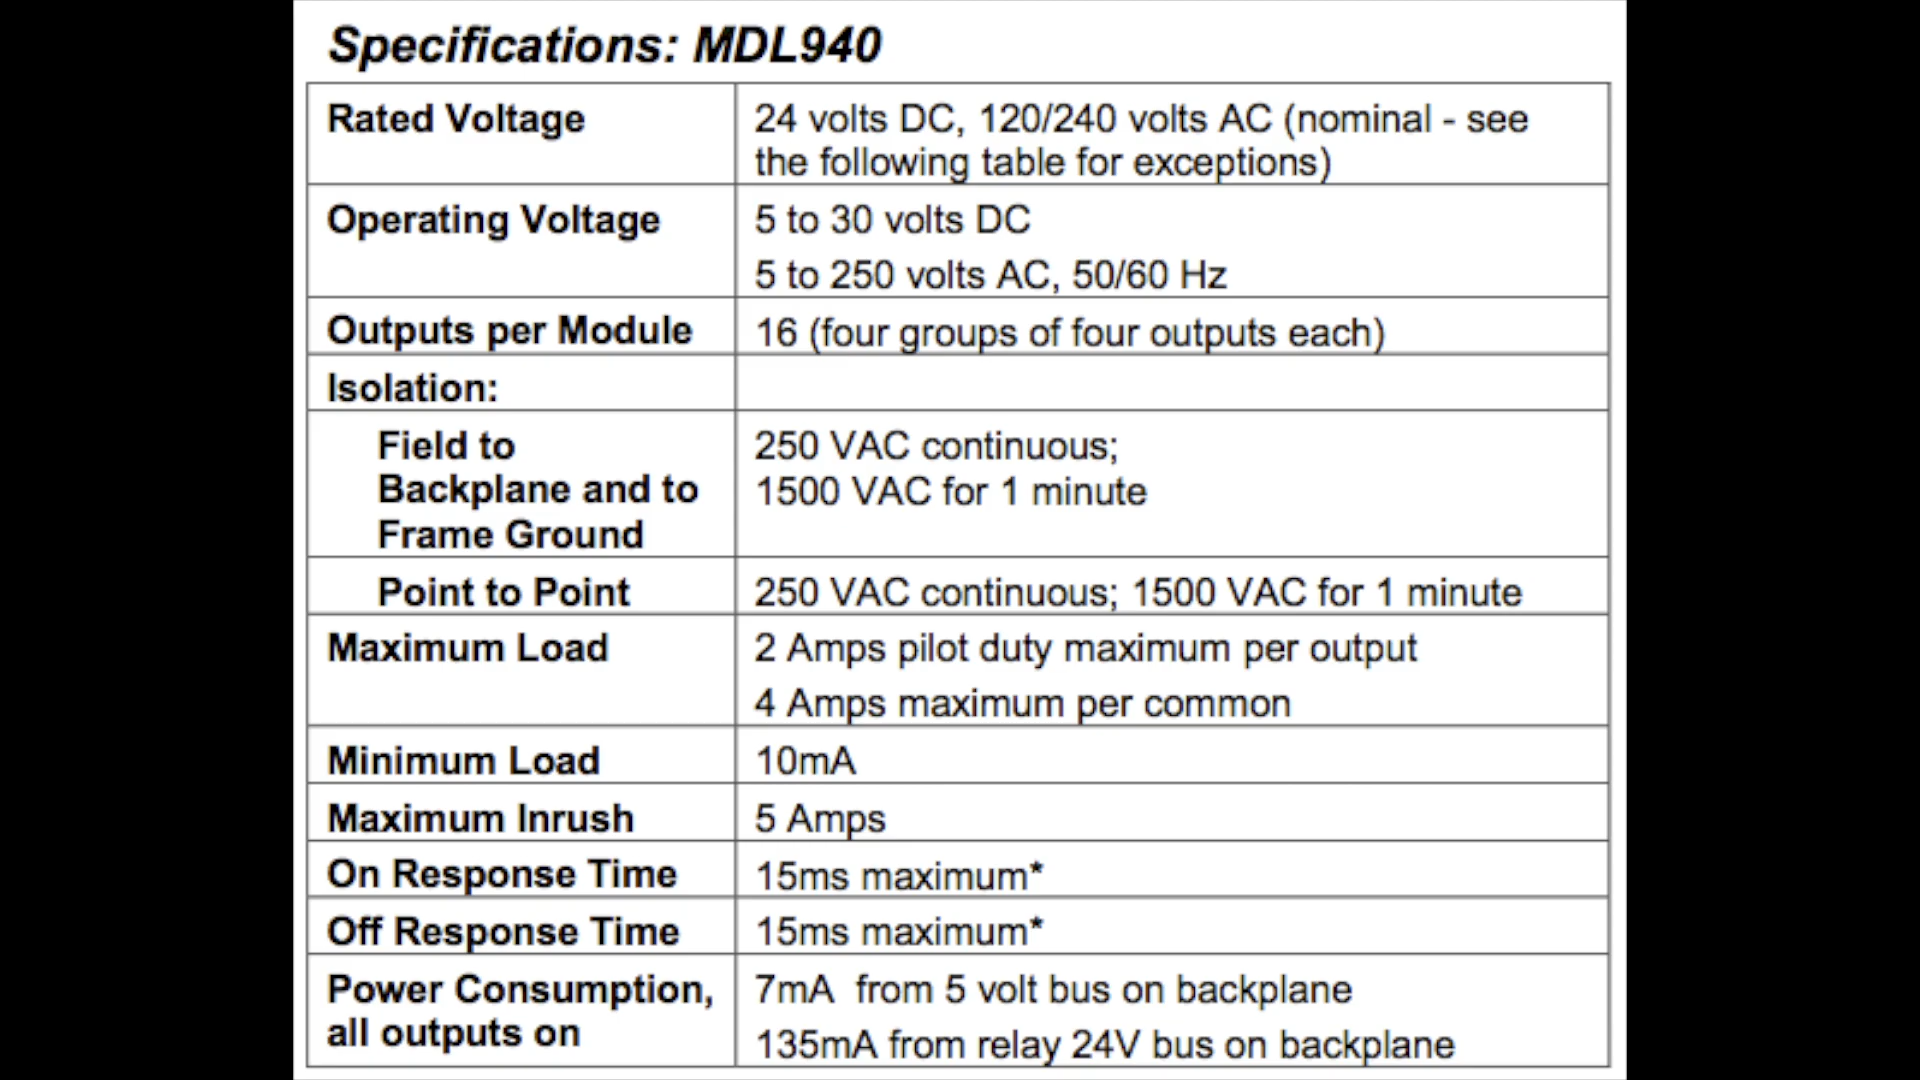 Specifications: MDL940
Rated Voltage
24 volts DC, 120/240 volts AC (nominal - see
the following table for exceptions)
Operating Voltage
5 to 30 volts DC
5 to 250 volts AC, 50/60 Hz
Outputs per Module
16 (four groups of four outputs each)
Isolation:
Field to
Backplane and to
Frame Ground
250 VAC continuous;
1500 VAC for 1 minute
Point to Point
250 VAC continuous; 1500 VAC for 1 minute
Maximum Load
2 Amps pilot duty maximum per output
4 Amps maximum per common
Minimum Load
10mA
Maximum Inrush
5 Amps
On Response Time
15ms maximum*
Off Response Time
15ms maximum*
Power Consumption,
all outputs on
7mA  from 5 volt bus on backplane
135mA from relay 24V bus on backplane